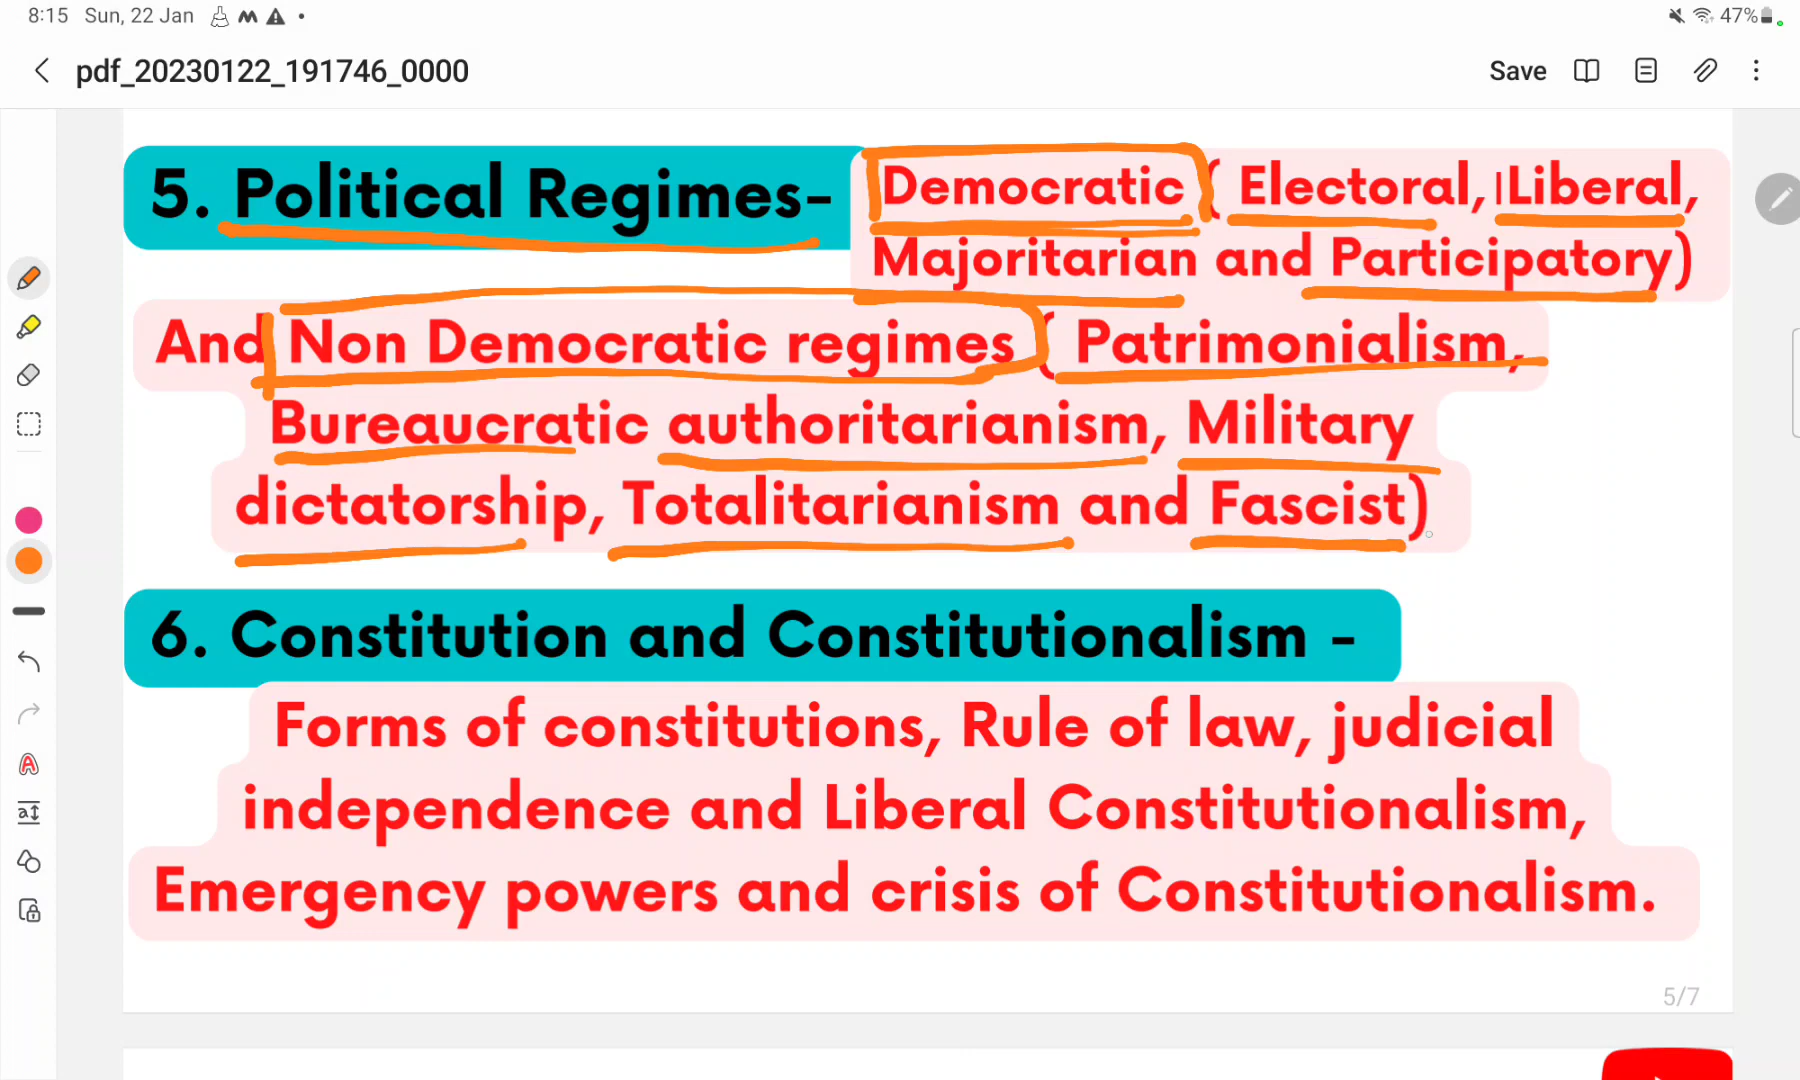 8:15 Sun, 22 Jan
47%
pdf_20230122_191746_0000
Save
5. Political Regimes- Democratic ( Electoral, Liberal,
Majoritarian and Participatory)
And Non Democratic regimes ( Patrimonialism,
Bureaucratic authoritarianism, Military
dictatorship, Totalitarianism and Fascist)
6. Constitution and Constitutionalism -
Forms of constitutions, Rule of law, judicial
independence and Liberal Constitutionalism,
Emergency powers and crisis of Constitutionalism.
5/7